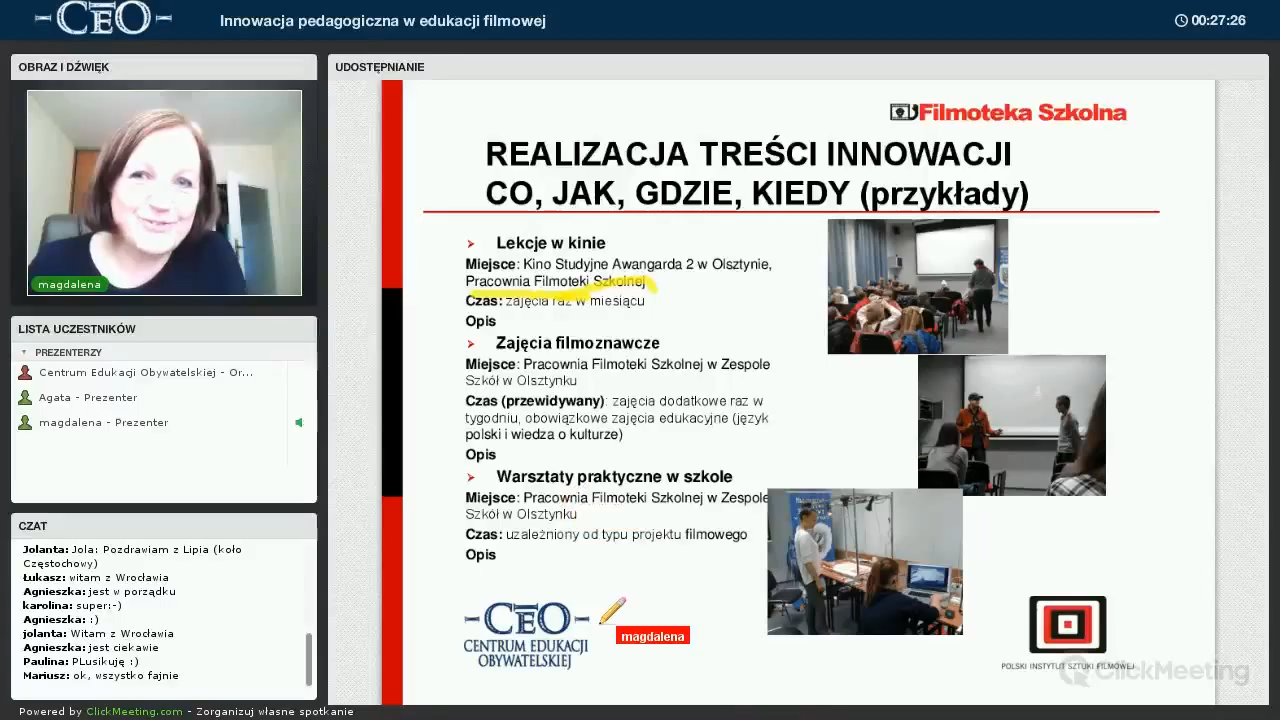 CEO
Innowacja pedagogiczna w edukacji filmowej
00:27:26
OBRAZ I DŹWIĘK
magdalena
LISTA UCZESTNIKÓW
PREZENTERZY
Centrum Edukacji Obywatelskiej - Or...
Agata - Prezenter
magdalena - Prezenter
CZAT
Jolanta: Jola: Pozdrawiam z Lipia (koło
Częstochowy)
Łukasz: witam z Wrocławia
Agnieszka: jest w porządku
karolina: super:-)
Agnieszka: :)
jolanta: Witam z Wrocławia
Agnieszka: jest ciekawie
Paulina: PLusikuję :)
Mariusz: ok, wszystko fajnie
UDOSTĘPNIANIE
Filmoteka Szkolna
REALIZACJA TREŚCI INNOWACJI
CO, JAK, GDZIE, KIEDY (przykłady)
Lekcje w kinie
Miejsce: Kino Studyjne Awangarda 2 w Olsztynie,
Pracownia Filmoteki Szkolnej
Czas: zajęcia raz w miesiącu
Opis
Zajęcia filmoznawcze
Miejsce: Pracownia Filmoteki Szkolnej w Zespole
Szkół w Olsztynku
Czas (przewidywany): zajęcia dodatkowe raz w
tygodniu, obowiązkowe zajęcia edukacyjne (język
polski i wiedza o kulturze)
Opis
Warsztaty praktyczne w szkole
Miejsce: Pracownia Filmoteki Szkolnej w Zespole
Szkół w Olsztynku
Czas: uzależniony od typu projektu filmowego
Opis
CEO
CENTRUM EDUKACJI
OBYWATELSKIEJ
magdalena
POLSKI INSTYTUT SZTUKI FILMOWEJ
ClickMeeting
Powered by ClickMeeting.com - Zorganizuj własne spotkanie